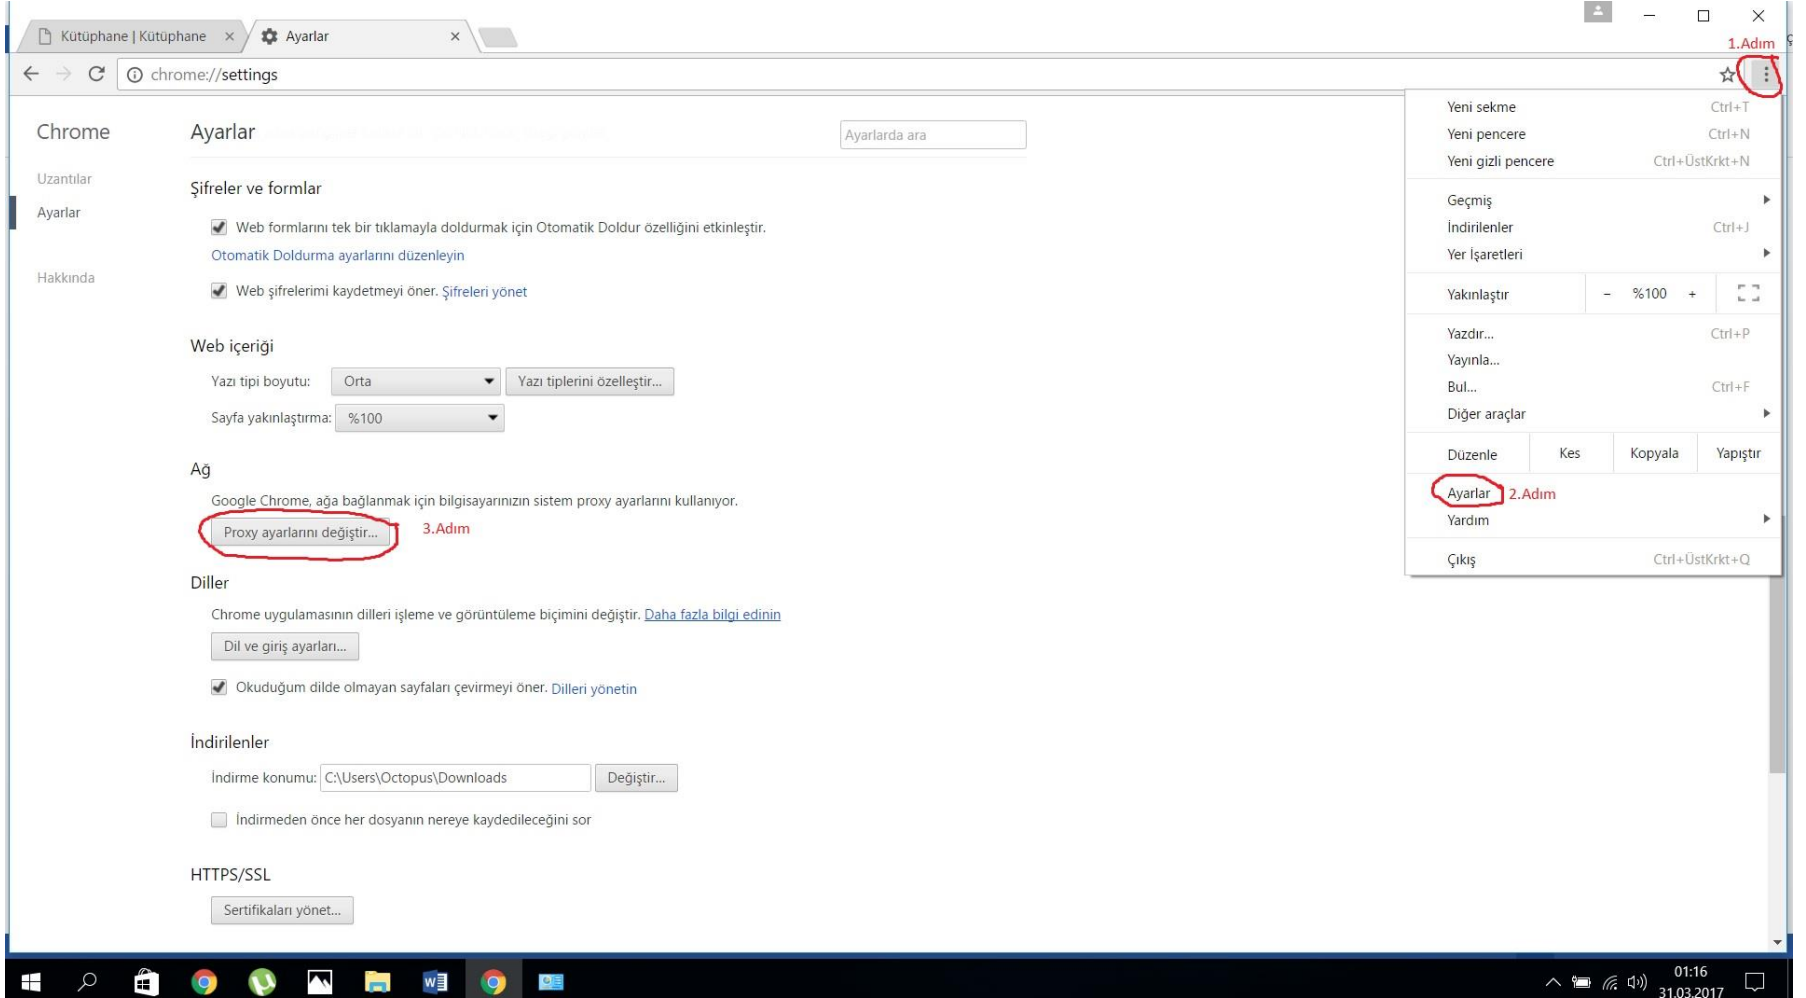 Kütüphane | Kütüphane
Ayarlar
1.Adım
chrome://settings
Chrome
Uzantılar
Ayarlar
Hakkında
Ayarlar
Ayarlarda ara
Şifreler ve formlar
Web formlarını tek bir tıklamayla doldurmak için Otomatik Doldur özelliğini etkinleştir.
Otomatik Doldurma ayarlarını düzenleyin
Web şifrelerimi kaydetmeyi öner. Şifreleri yönet
Web içeriği
Yazı tipi boyutu: Orta Yazı tiplerini özelleştir...
Sayfa yakınlaştırma: %100
Ağ
Google Chrome, ağa bağlanmak için bilgisayarınızın sistem proxy ayarlarını kullanıyor.
Proxy ayarlarını değiştir... 3.Adım
Diller
Chrome uygulamasının dilleri işleme ve görüntüleme biçimini değiştir. Daha fazla bilgi edinin
Dil ve giriş ayarları...
Okuduğum dilde olmayan sayfaları çevirmeyi öner. Dilleri yönetin
İndirilenler
İndirme konumu: C:\Users\Octopus\Downloads Değiştir...
İndirmeden önce her dosyanın nereye kaydedileceğini sor
HTTPS/SSL
Sertifikaları yönet...
Yeni sekme Ctrl+T
Yeni pencere Ctrl+N
Yeni gizli pencere Ctrl+ÜstKrkt+N
Geçmiş
İndirilenler Ctrl+J
Yer İşaretleri
Yakınlaştır - %100 +
Yazdır... Ctrl+P
Yayınla...
Bul... Ctrl+F
Diğer araçlar
Düzenle Kes Kopyala Yapıştır
Ayarlar 2.Adım
Yardım
Çıkış Ctrl+ÜstKrkt+Q
01:16
31.03.2017